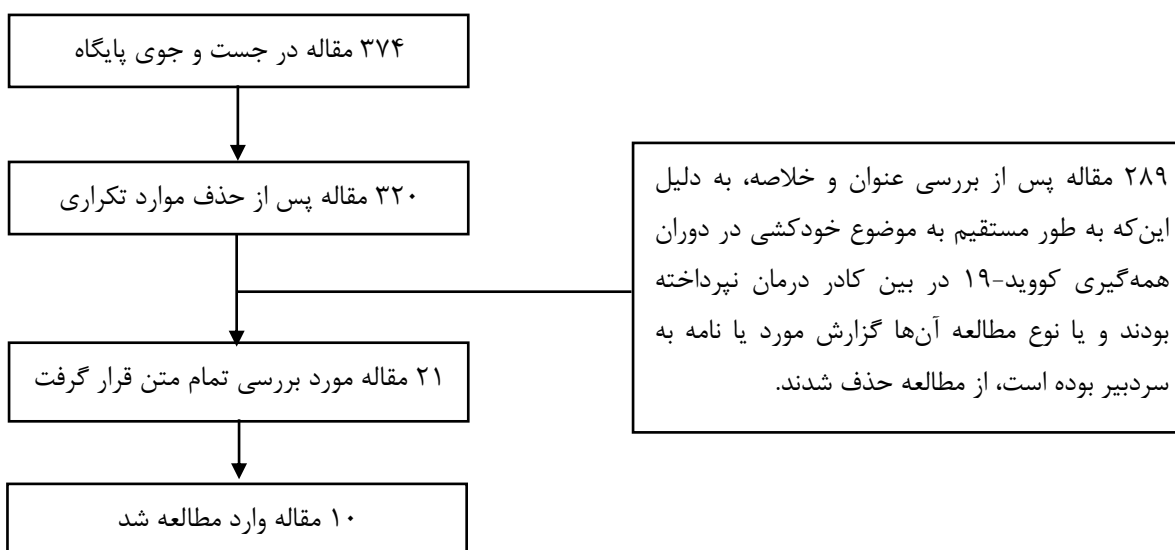 ۳۷۴ مقاله در جست و جوی پایگاه
۳۲۰ مقاله پس از حذف موارد تکراری
۲۸۹ مقاله پس از بررسی عنوان و خلاصه، به دلیل
این‌که به طور مستقیم به موضوع خودکشی در دوران
همه‌گیری کووید-۱۹ در بین کادر درمان نپرداخته
بودند و یا نوع مطالعه آن‌ها گزارش مورد یا نامه به
سردبیر بوده است، از مطالعه حذف شدند.
۲۱ مقاله مورد بررسی تمام متن قرار گرفت
۱۰ مقاله وارد مطالعه شد